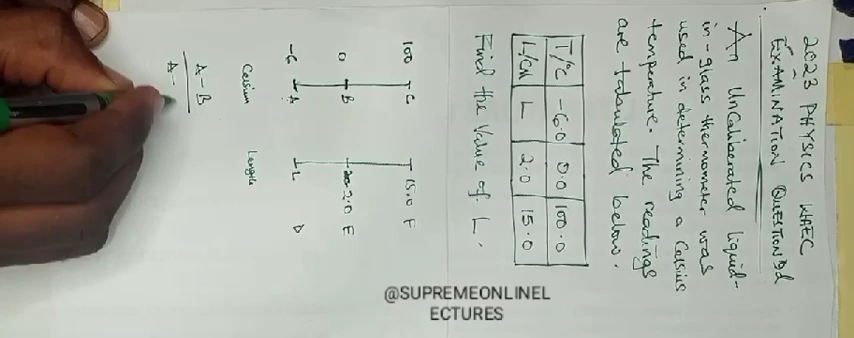 2023 PHYSICS WAEC
EXAMINATION QUESTION 9d
An Uncaliberated liquid-
in-glass thermometer was
used in determining a Celsius
temperature. The readings
are tabulated below.
T/°C -6.0 0.0 100.0
L/CM L 2.0 15.0
Find the Value of L.
100 C 15.0 F
0 B 2.0 E
-6 A L D
Celsius Length
A-B
A-
@SUPREMEONLINEL
ECTURES